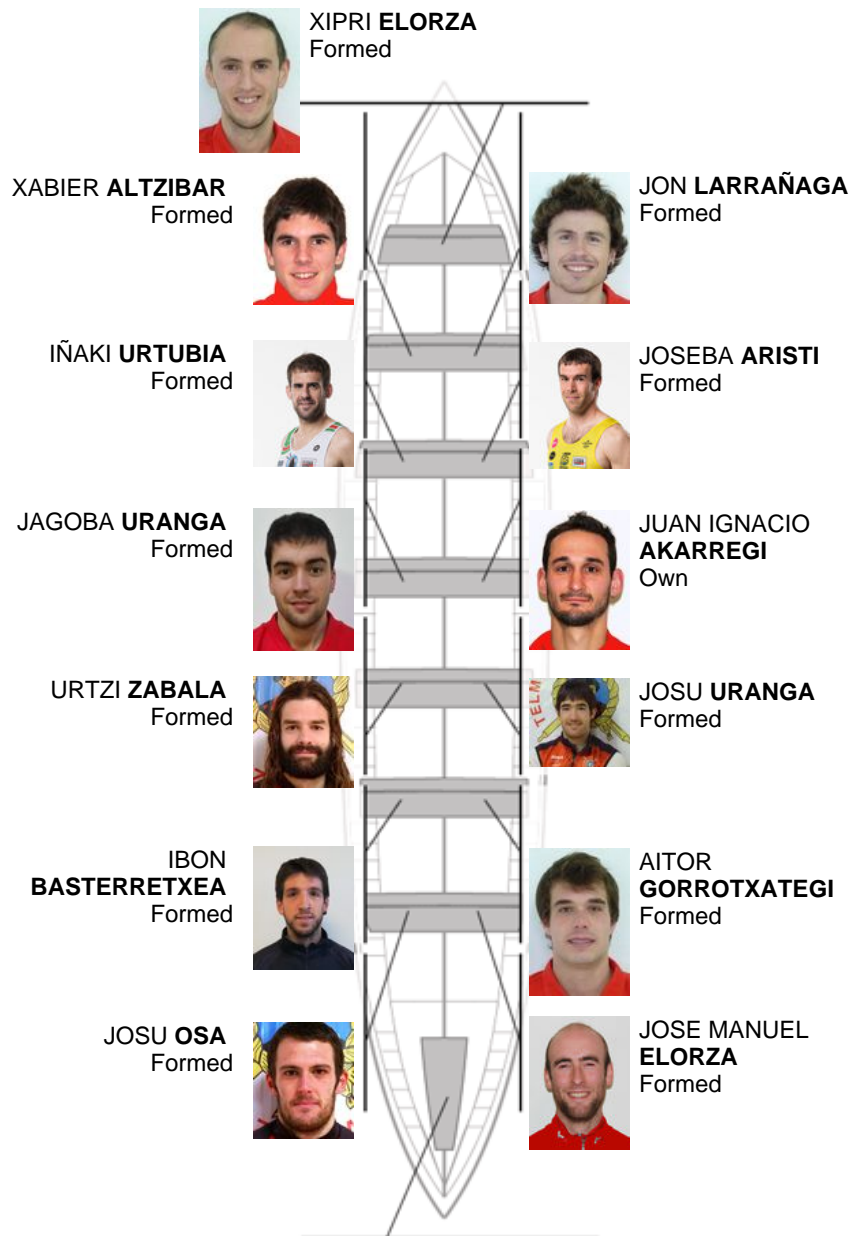 XIPRI ELORZA
Formed
XABIER ALTZIBAR
Formed
JON LARRAÑAGA
Formed
IÑAKI URTUBIA
Formed
JOSEBA ARISTI
Formed
JAGOBA URANGA
Formed
JUAN IGNACIO
AKARREGI
Own
URTZI ZABALA
Formed
JOSU URANGA
Formed
TELM
IBON
BASTERRETXEA
Formed
AITOR
GORROTXATEGI
Formed
JOSU OSA
Formed
JOSE MANUEL
ELORZA
Formed